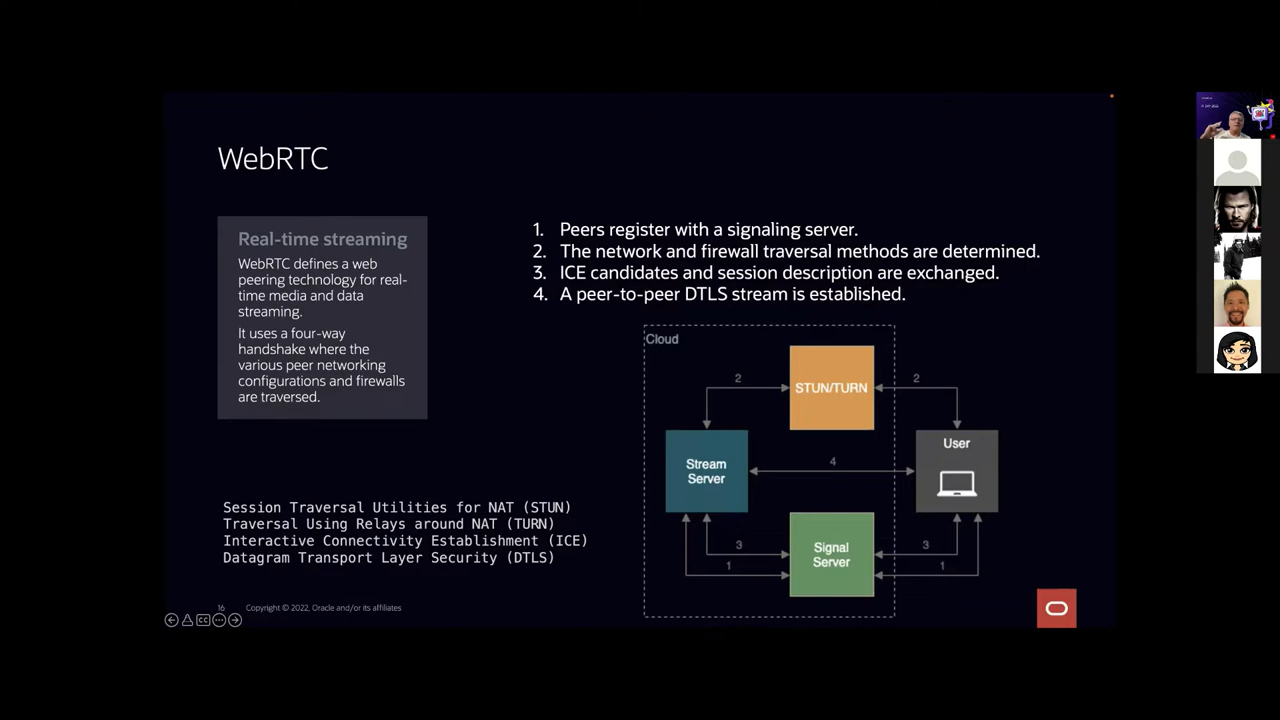 WebRTC
Real-time streaming
WebRTC defines a web
peering technology for real-
time media and data
streaming.
It uses a four-way
handshake where the
various peer networking
configurations and firewalls
are traversed.
1. Peers register with a signaling server.
2. The network and firewall traversal methods are determined.
3. ICE candidates and session description are exchanged.
4. A peer-to-peer DTLS stream is established.
Cloud
STUN/TURN
2
2
User
Stream
Server
4
Signal
Server
3
3
1
1
Session Traversal Utilities for NAT (STUN)
Traversal Using Relays around NAT (TURN)
Interactive Connectivity Establishment (ICE)
Datagram Transport Layer Security (DTLS)
16 Copyright © 2022, Oracle and/or its affiliates
CC